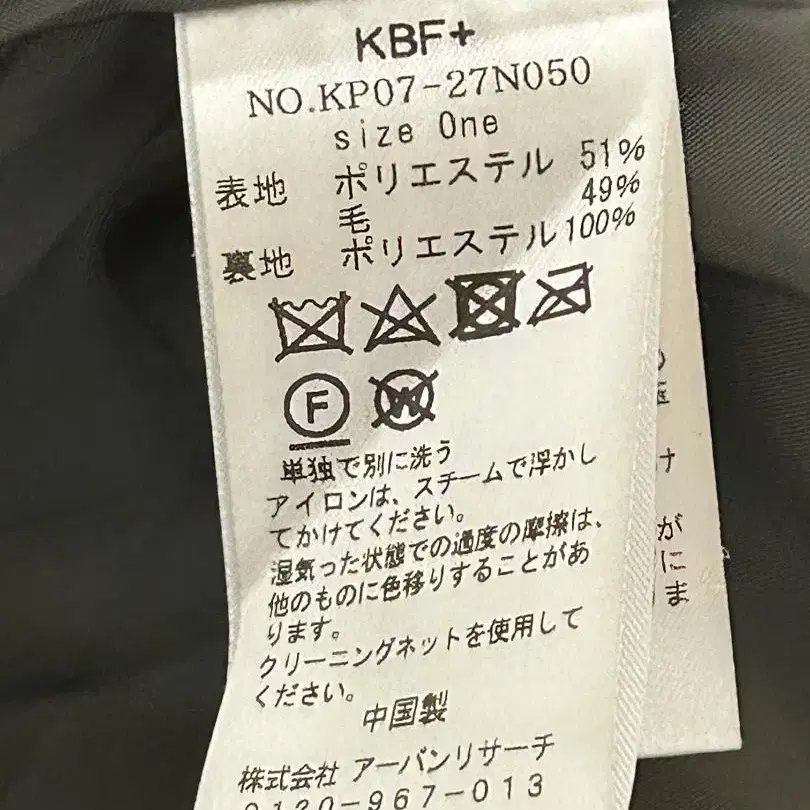 KBF+
NO.KP07-27N050
size One
表地 ポリエステル 51%
毛 49%
裏地 ポリエステル100%
F W
単独で別に洗う
アイロンは、スチームで浮かし
てかけてください。
湿気った状態での過度の摩擦は、
他のものに色移りすることがあ
ります。
クリーニングネットを使用して
ください。
中国製
株式会社 アーバンリサーチ
0120-967-013
け
が
に
ま